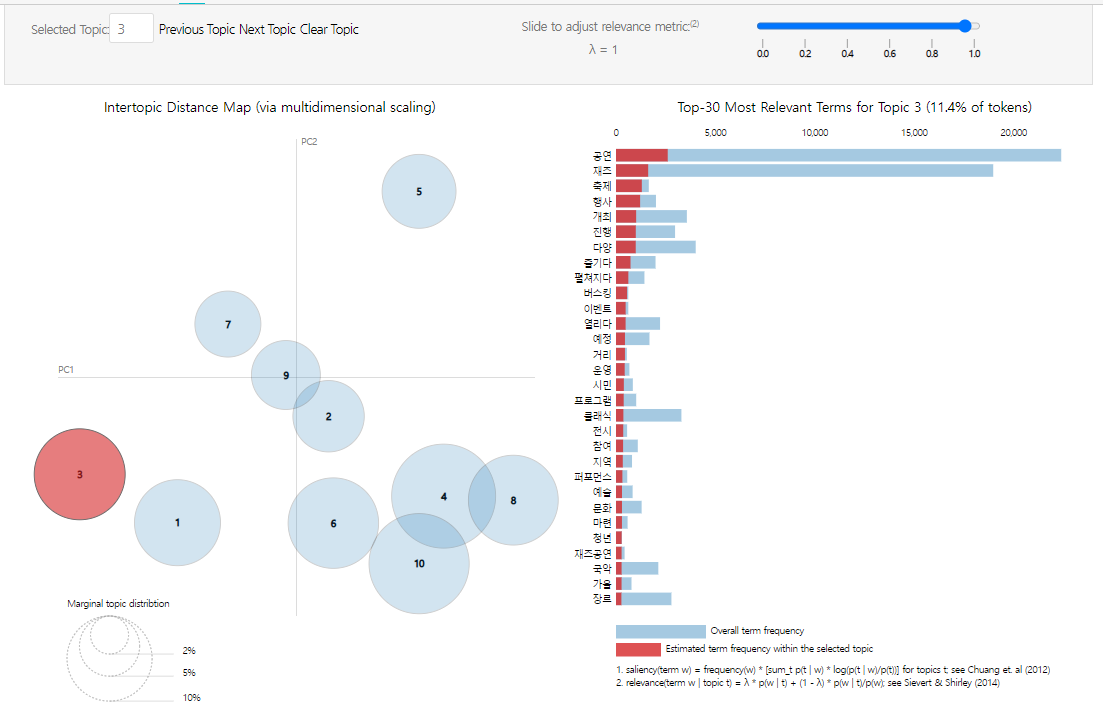 Selected Topic: 3 Previous Topic Next Topic Clear Topic
Slide to adjust relevance metric:(2)
λ = 1
0.0 0.2 0.4 0.6 0.8 1.0
Intertopic Distance Map (via multidimensional scaling)
PC2
PC1
5
7
9
2
3
1
6
4
8
10
Marginal topic distribtion
2%
5%
10%
Top-30 Most Relevant Terms for Topic 3 (11.4% of tokens)
0 5,000 10,000 15,000 20,000
공연
재즈
축제
행사
개최
진행
다양
즐기다
펼쳐지다
버스킹
이벤트
열리다
예정
거리
운영
시민
프로그램
클래식
전시
참여
지역
퍼포먼스
예술
문화
마련
청년
재즈공연
국악
가을
장르
Overall term frequency
Estimated term frequency within the selected topic
1. saliency(term w) = frequency(w) * [sum_t p(t | w) * log(p(t | w)/p(t))] for topics t; see Chuang et. al (2012)
2. relevance(term w | topic t) = λ * p(w | t) + (1 - λ) * p(w | t)/p(w); see Sievert & Shirley (2014)